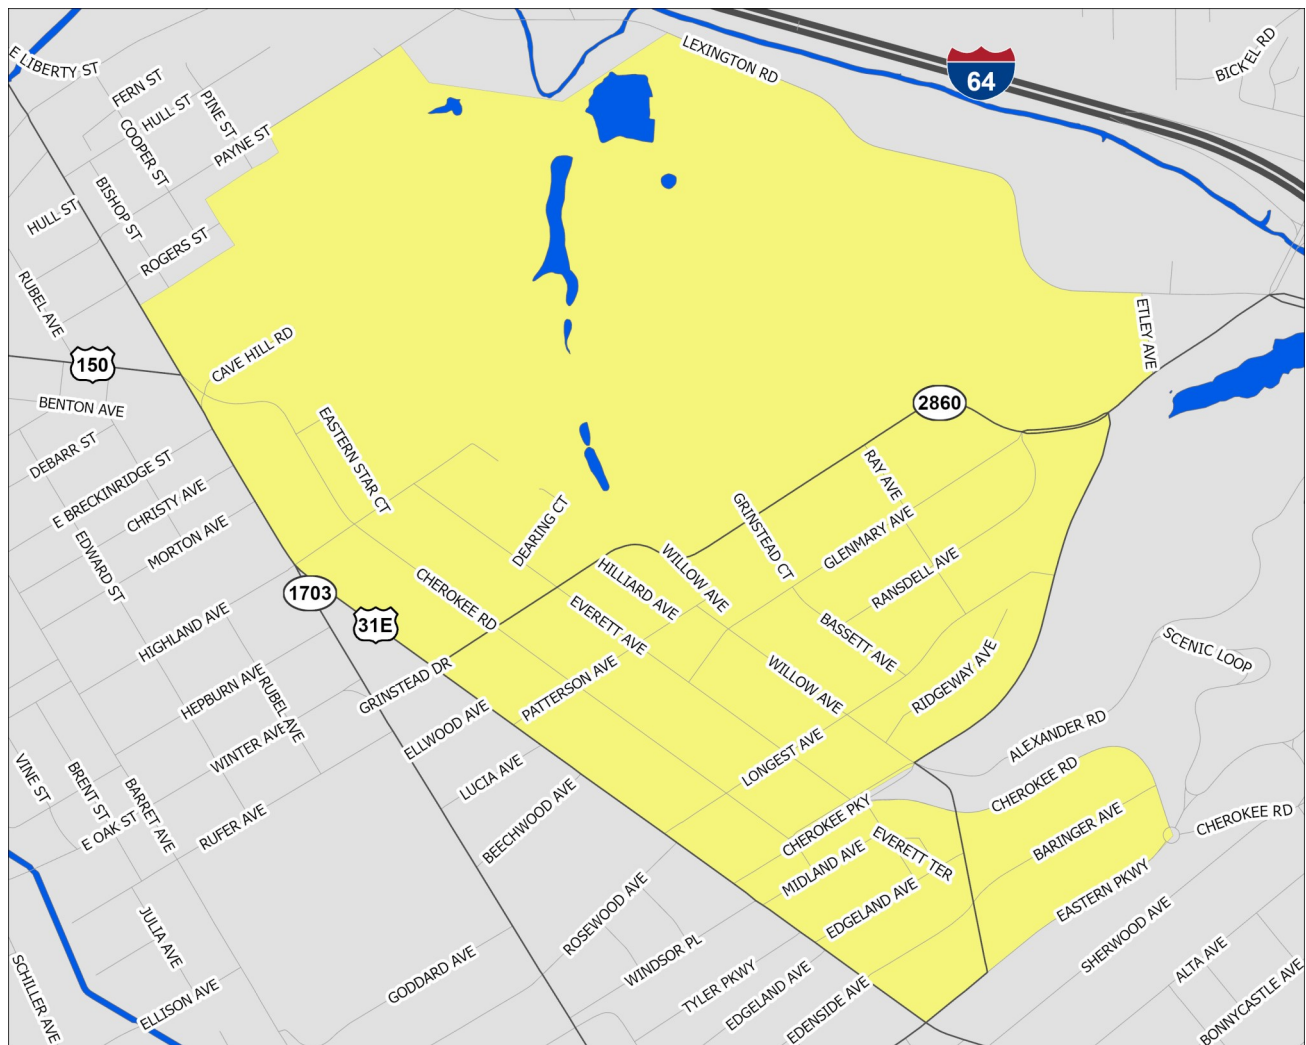 E LIBERTY ST
FERN ST
HULL ST
PINE ST
COOPER ST
PAYNE ST
BISHOP ST
HULL ST
ROGERS ST
RUBEL AVE
LEXINGTON RD
64
BICKEL RD
ETLEY AVE
150
CAVE HILL RD
BENTON AVE
DEBARR ST
E BRECKINRIDGE ST
CHRISTY AVE
MORTON AVE
EDWARD ST
EASTERN STAR CT
2860
RAY AVE
GRINSTEAD CT
DEARING CT
GLENMARY AVE
RANSDELL AVE
WILLOW AVE
HILLIARD AVE
1703
31E
CHEROKEE RD
EVERETT AVE
BASSETT AVE
HIGHLAND AVE
HEPBURN AVE
RUBEL AVE
GRINSTEAD DR
PATTERSON AVE
WILLOW AVE
RIDGEWAY AVE
SCENIC LOOP
WINTER AVE
ELLWOOD AVE
LUCIA AVE
LONGEST AVE
ALEXANDER RD
CHEROKEE RD
VINE ST
BRENT ST
BARRET AVE
E OAK ST
RUFER AVE
BEECHWOOD AVE
CHEROKEE PKY
MIDLAND AVE
EVERETT TER
BARINGER AVE
CHEROKEE RD
EDGELAND AVE
EASTERN PKWY
SHERWOOD AVE
JULIA AVE
ROSEWOOD AVE
WINDSOR PL
GODDARD AVE
TYLER PKWY
EDGELAND AVE
EDENSIDE AVE
ALTA AVE
BONNYCASTLE AVE
SCHILLER AVE
ELLISON AVE